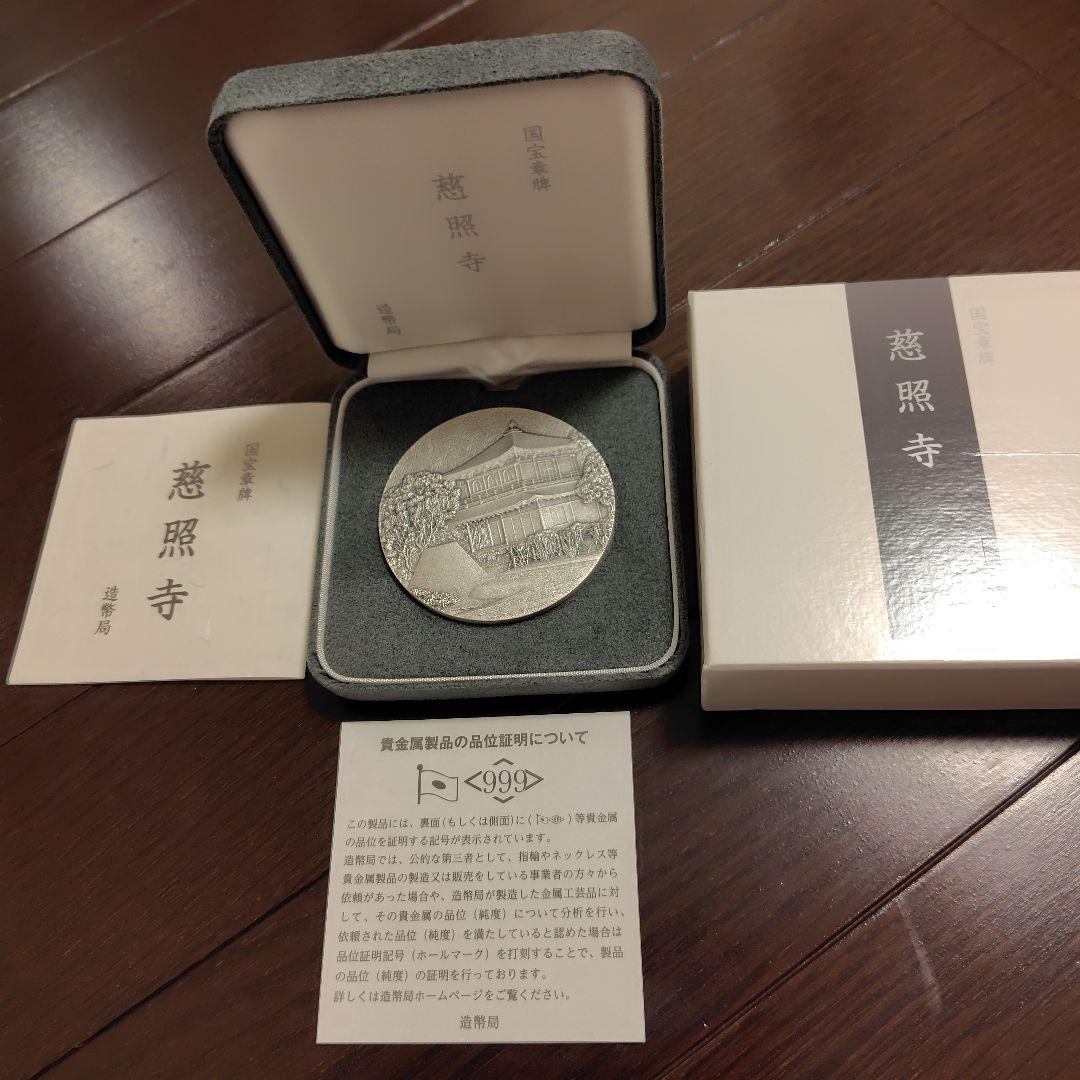 国宝章牌
慈照寺
造幣局
国宝章牌
慈照寺
国宝章牌
慈照寺
造幣局
貴金属製品の品位証明について
<999>
この製品には、裏面(もしくは側面)に( <999> )等貴金属
の品位を証明する記号が表示されています。
造幣局では、公的な第三者として、指輪やネックレス等
貴金属製品の製造又は販売をしている事業者の方々から
依頼があった場合や、造幣局が製造した金属工芸品に対
して、その貴金属の品位（純度）について分析を行い、
依頼された品位（純度）を満たしていると認めた場合は
品位証明記号（ホールマーク）を打刻することで、製品
の品位（純度）の証明を行っております。
詳しくは造幣局ホームページをご覧ください。
造幣局